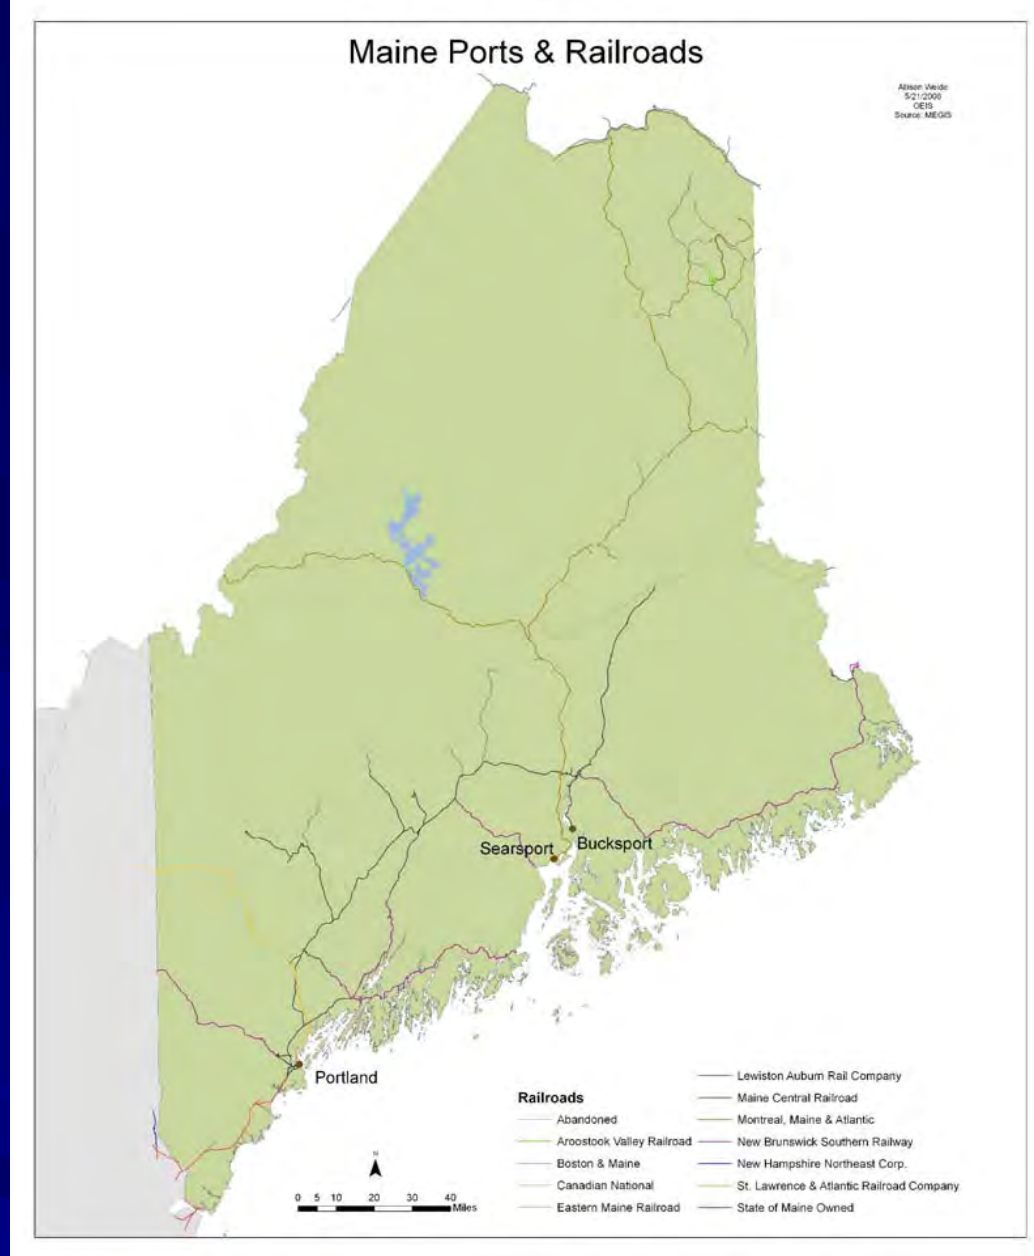 Maine Ports & Railroads
Allison Weide
5/21/2008
OEIS
Source: MEGIS
Searsport
Bucksport
Portland
N
0 5 10 20 30 40
Miles
Railroads
Abandoned
Aroostook Valley Railroad
Boston & Maine
Canadian National
Eastern Maine Railroad
Lewiston Auburn Rail Company
Maine Central Railroad
Montreal, Maine & Atlantic
New Brunswick Southern Railway
New Hampshire Northeast Corp.
St. Lawrence & Atlantic Railroad Company
State of Maine Owned